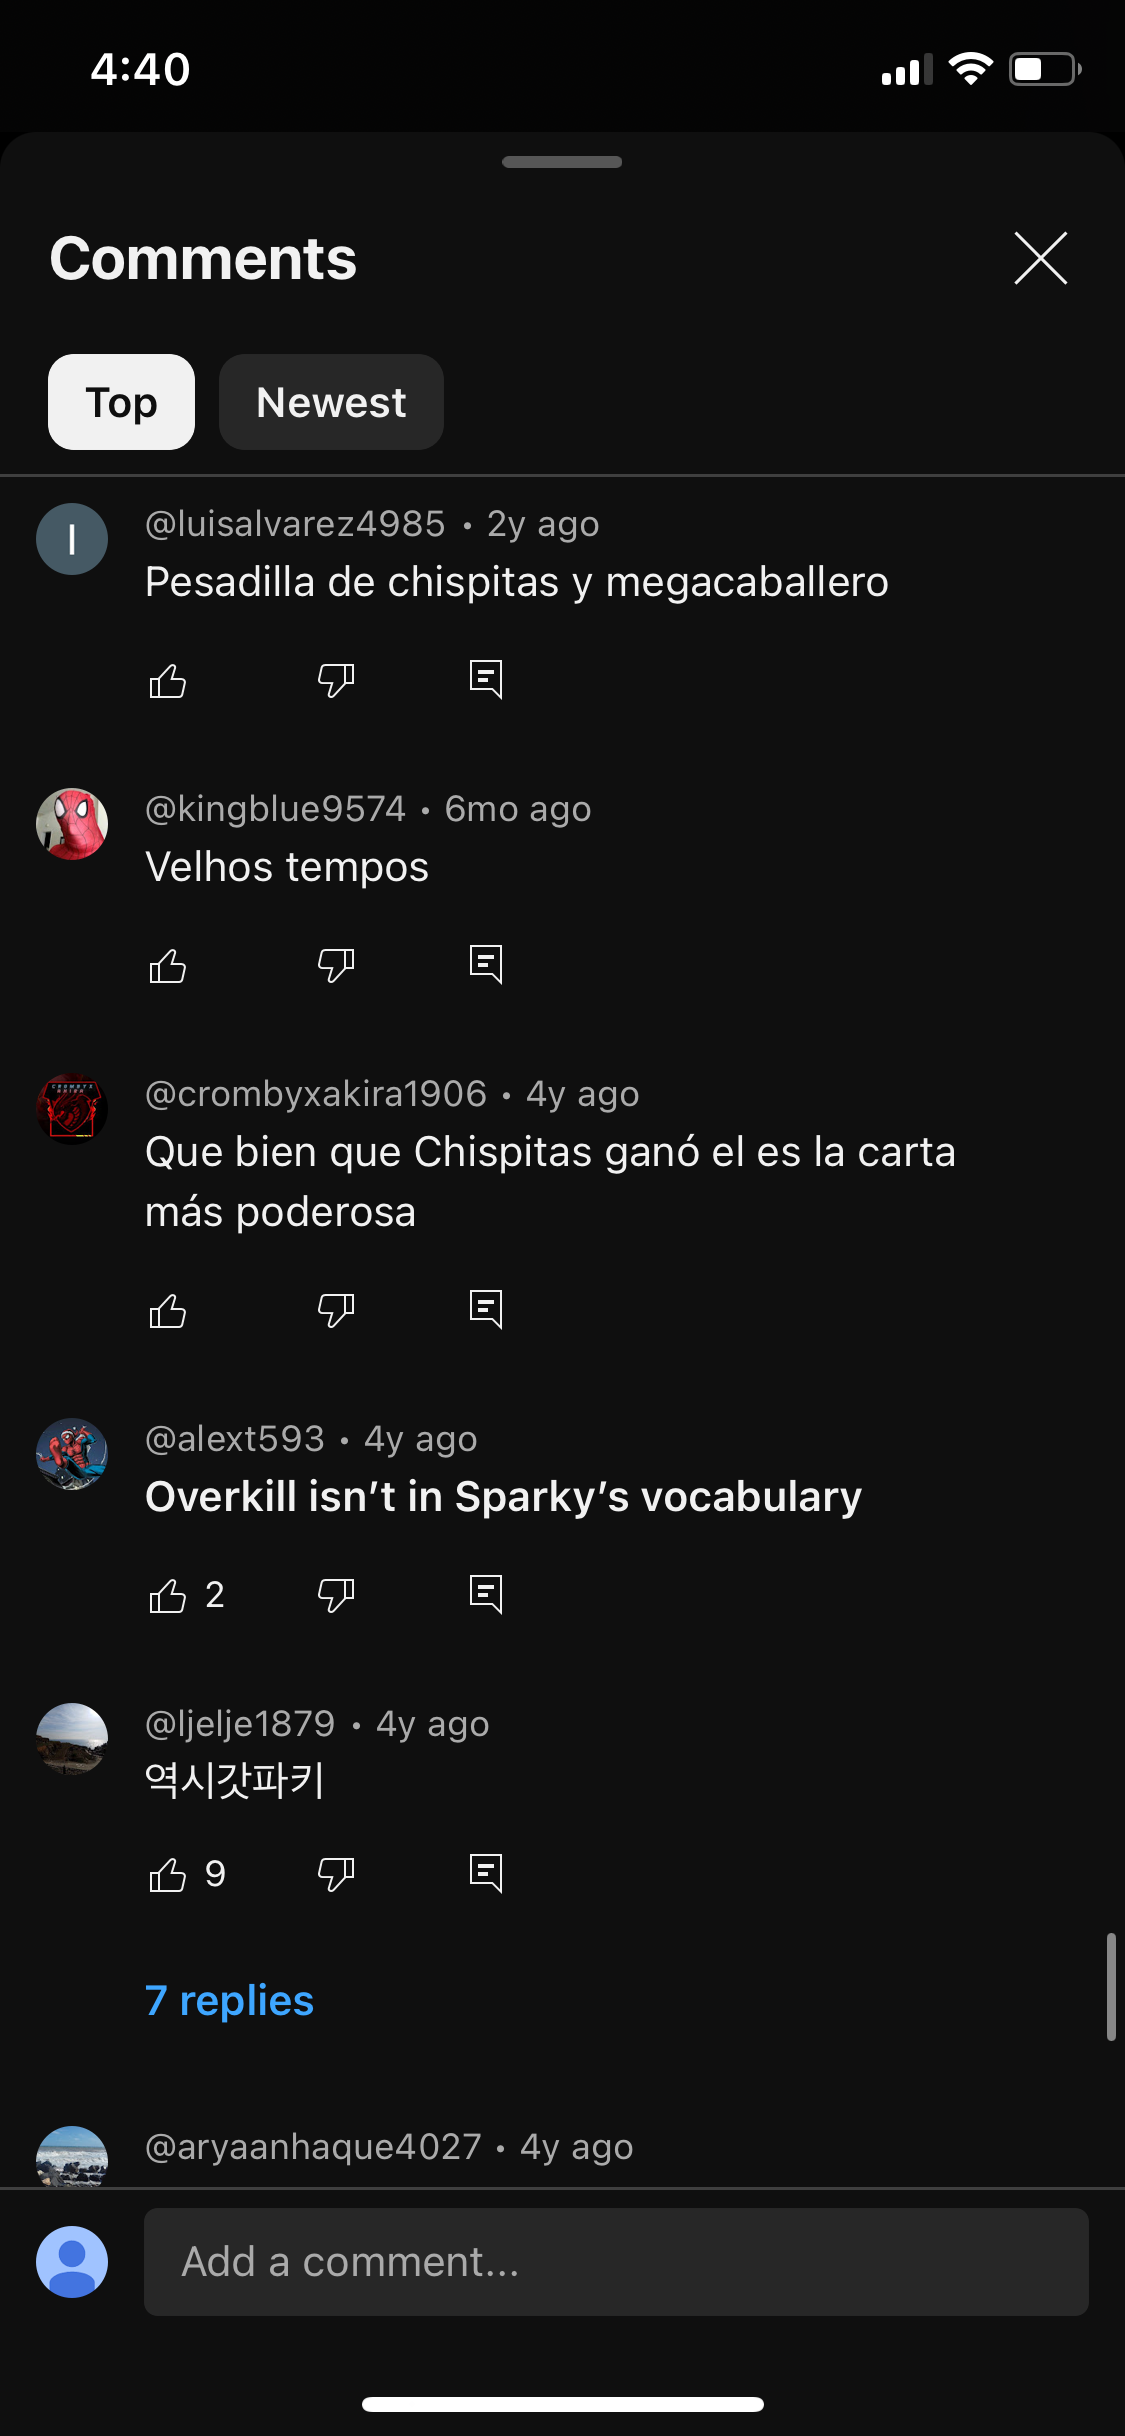 4:40
Comments
Top
Newest
l
@luisalvarez4985 • 2y ago
Pesadilla de chispitas y megacaballero
@kingblue9574 • 6mo ago
Velhos tempos
@crombyxakira1906 • 4y ago
Que bien que Chispitas ganó el es la carta
más poderosa
@alext593 • 4y ago
Overkill isn’t in Sparky’s vocabulary
2
@ljelje1879 • 4y ago
역시갓파키
9
7 replies
@aryaanhaque4027 • 4y ago
Add a comment...